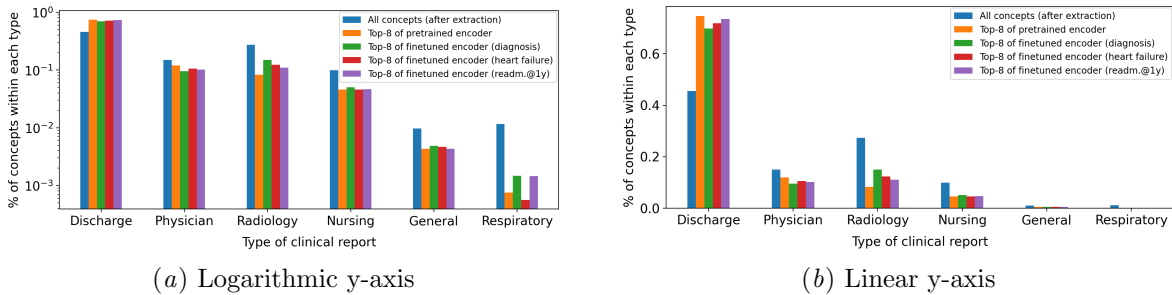 % of concepts within each type
10⁰
10⁻¹
10⁻²
10⁻³
All concepts (after extraction)
Top-8 of pretrained encoder
Top-8 of finetuned encoder (diagnosis)
Top-8 of finetuned encoder (heart failure)
Top-8 of finetuned encoder (readm.@1y)
Discharge Physician Radiology Nursing General Respiratory
Type of clinical report
(a) Logarithmic y-axis
% of concepts within each type
0.6
0.4
0.2
0.0
All concepts (after extraction)
Top-8 of pretrained encoder
Top-8 of finetuned encoder (diagnosis)
Top-8 of finetuned encoder (heart failure)
Top-8 of finetuned encoder (readm.@1y)
Discharge Physician Radiology Nursing General Respiratory
Type of clinical report
(b) Linear y-axis